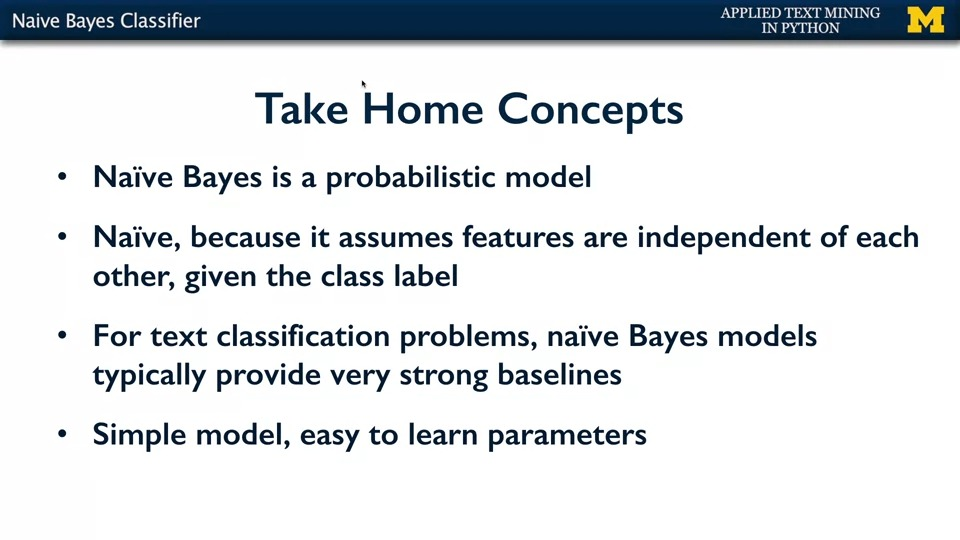 Naive Bayes Classifier
APPLIED TEXT MINING
IN PYTHON
M
Take Home Concepts
• Naïve Bayes is a probabilistic model
• Naïve, because it assumes features are independent of each
other, given the class label
• For text classification problems, naïve Bayes models
typically provide very strong baselines
• Simple model, easy to learn parameters